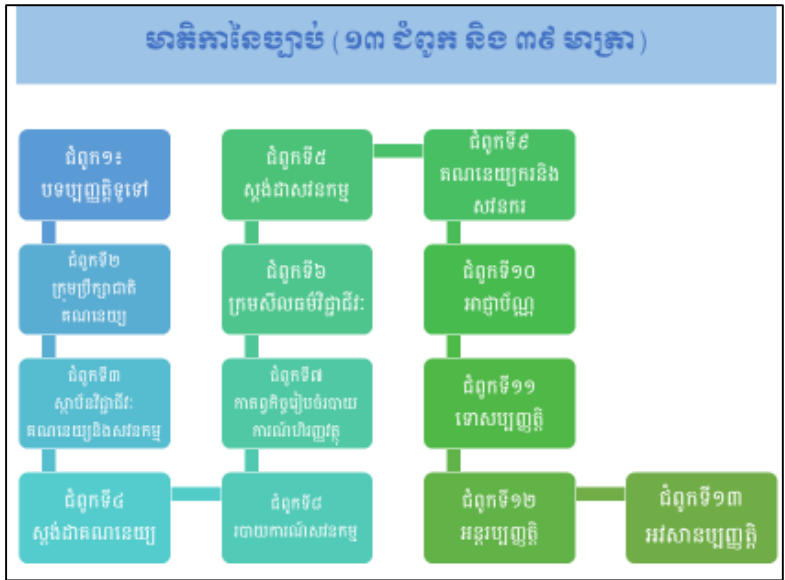 មាតិកានៃច្បាប់ (១៣ ជំពូក និង ៣៩ មាត្រា)
ជំពូក១៖
បទប្បញ្ញត្តិទូទៅ
ជំពូកទី២
ក្រុមប្រឹក្សាជាតិ
គណនេយ្យ
ជំពូកទី៣
ស្ថាប័នវិជ្ជាជីវៈ
គណនេយ្យនិងសវនកម្ម
ជំពូកទី៤
ស្តង់ដាគណនេយ្យ
ជំពូកទី៥
ស្តង់ដាសវនកម្ម
ជំពូកទី៦
ក្រមសីលធម៌វិជ្ជាជីវៈ
ជំពូកទី៧
កាតព្វកិច្ចរៀបចំរបាយ
ការណ៍ហិរញ្ញវត្ថុ
ជំពូកទី៨
របាយការណ៍សវនកម្ម
ជំពូកទី៩
គណនេយ្យករនិង
សវនករ
ជំពូកទី១០
អាជ្ញាប័ណ្ណ
ជំពូកទី១១
ទោសប្បញ្ញត្តិ
ជំពូកទី១២
អន្តរប្បញ្ញត្តិ
ជំពូកទី១៣
អវសានប្បញ្ញត្តិ